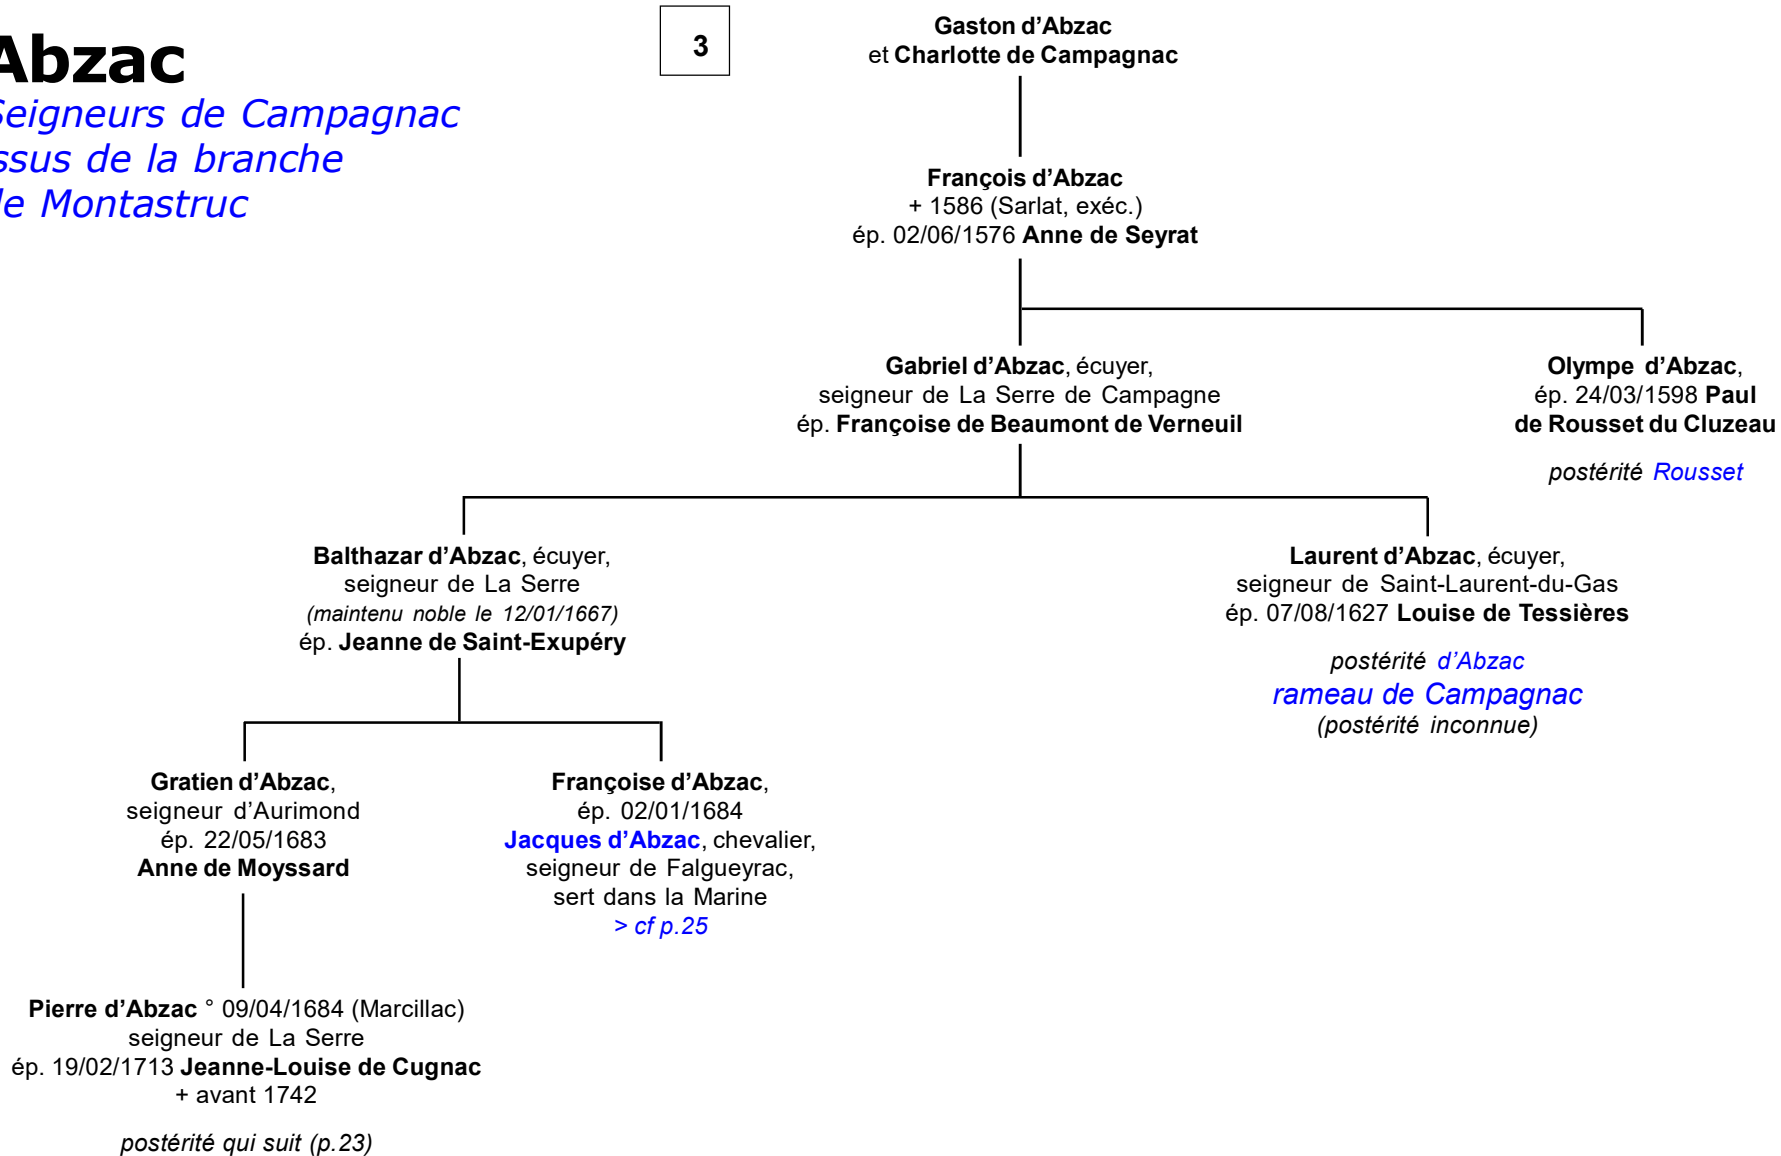 Abzac
Seigneurs de Campagnac
issus de la branche
de Montastruc
3
Gaston d’Abzac
et Charlotte de Campagnac
François d’Abzac
+ 1586 (Sarlat, exéc.)
ép. 02/06/1576 Anne de Seyrat
Gabriel d’Abzac, écuyer,
seigneur de La Serre de Campagne
ép. Françoise de Beaumont de Verneuil
Olympe d’Abzac,
ép. 24/03/1598 Paul
de Rousset du Cluzeau
postérité Rousset
Balthazar d’Abzac, écuyer,
seigneur de La Serre
(maintenu noble le 12/01/1667)
ép. Jeanne de Saint-Exupéry
Laurent d’Abzac, écuyer,
seigneur de Saint-Laurent-du-Gas
ép. 07/08/1627 Louise de Tessières
postérité d’Abzac
rameau de Campagnac
(postérité inconnue)
Gratien d’Abzac,
seigneur d’Aurimond
ép. 22/05/1683
Anne de Moyssard
Françoise d’Abzac,
ép. 02/01/1684
Jacques d’Abzac, chevalier,
seigneur de Falgueyrac,
sert dans la Marine
> cf p.25
Pierre d’Abzac ° 09/04/1684 (Marcillac)
seigneur de La Serre
ép. 19/02/1713 Jeanne-Louise de Cugnac
+ avant 1742
postérité qui suit (p.23)